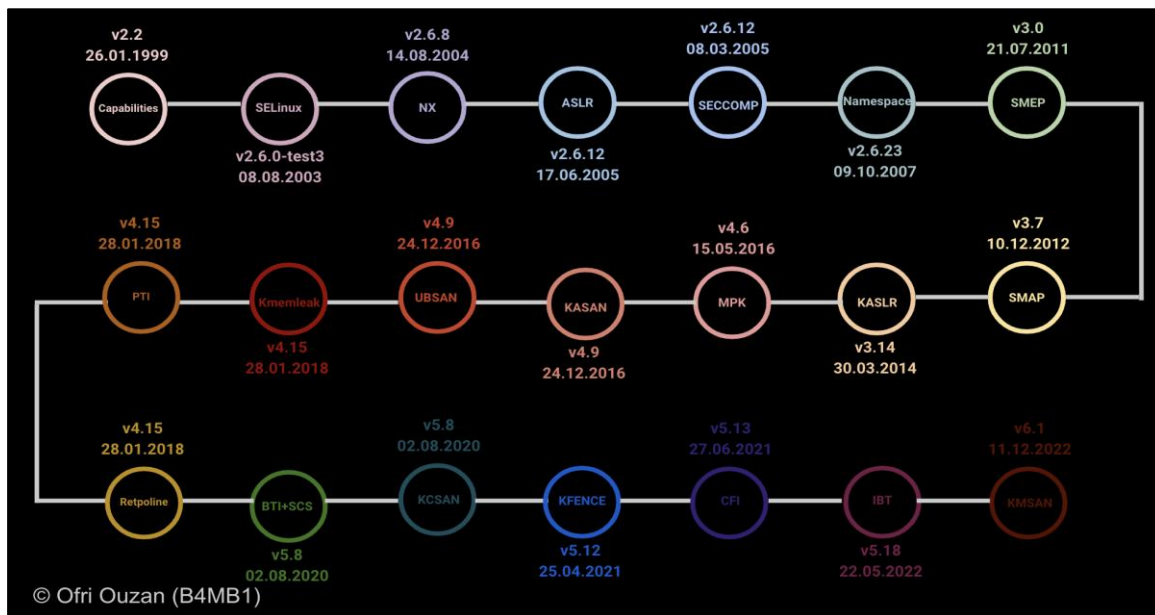 v2.2
26.01.1999
Capabilities
SELinux
v2.6.0-test3
08.08.2003
v2.6.8
14.08.2004
NX
ASLR
v2.6.12
17.06.2005
v2.6.12
08.03.2005
SECCOMP
Namespace
v2.6.23
09.10.2007
v3.0
21.07.2011
SMEP
v3.7
10.12.2012
SMAP
KASLR
v3.14
30.03.2014
v4.6
15.05.2016
MPK
KASAN
v4.9
24.12.2016
v4.9
24.12.2016
UBSAN
Kmemleak
v4.15
28.01.2018
v4.15
28.01.2018
PTI
v4.15
28.01.2018
Retpoline
BTI+SCS
v5.8
02.08.2020
v5.8
02.08.2020
KCSAN
KFENCE
v5.12
25.04.2021
v5.13
27.06.2021
CFI
IBT
v5.18
22.05.2022
v6.1
11.12.2022
KMSAN
© Ofri Ouzan (B4MB1)